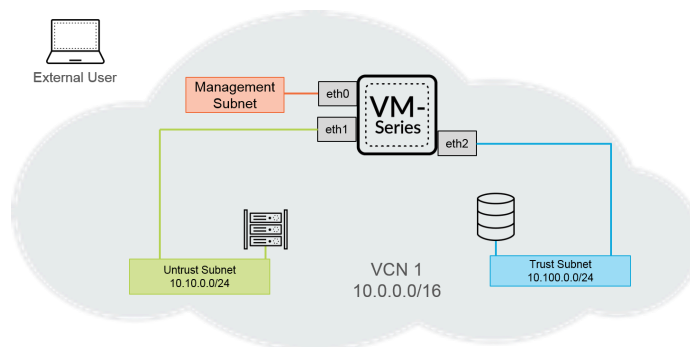 External User
Management
Subnet
eth0
VM-
Series
eth1
eth2
Untrust Subnet
10.10.0.0/24
VCN 1
10.0.0.0/16
Trust Subnet
10.100.0/24